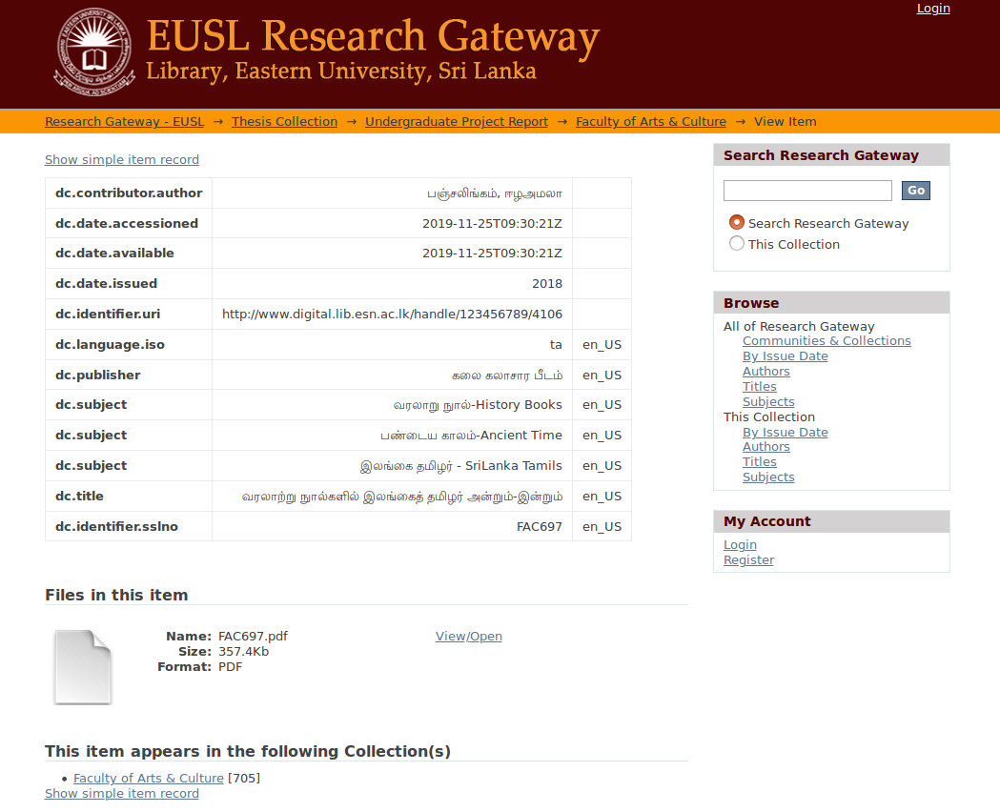 Login
EUSL Research Gateway
Library, Eastern University, Sri Lanka
Research Gateway - EUSL → Thesis Collection → Undergraduate Project Report → Faculty of Arts & Culture → View Item
Show simple item record
dc.contributor.author பஞ்சலிங்கம், ஈழஅமலா
dc.date.accessioned 2019-11-25T09:30:21Z
dc.date.available 2019-11-25T09:30:21Z
dc.date.issued 2018
dc.identifier.uri http://www.digital.lib.esn.ac.lk/handle/123456789/4106
dc.language.iso ta en_US
dc.publisher கலை கலாசார பீடம் en_US
dc.subject வரலாறு நுால்-History Books en_US
dc.subject பண்டைய காலம்-Ancient Time en_US
dc.subject இலங்கை தமிழர் - SriLanka Tamils en_US
dc.title வரலாற்று நுால்களில் இலங்கைத் தமிழர் அன்றும்-இன்றும் en_US
dc.identifier.sslno FAC697 en_US
Files in this item
Name: FAC697.pdf View/Open
Size: 357.4Kb
Format: PDF
This item appears in the following Collection(s)
• Faculty of Arts & Culture [705]
Show simple item record
Search Research Gateway
Go
Search Research Gateway
This Collection
Browse
All of Research Gateway
Communities & Collections
By Issue Date
Authors
Titles
Subjects
This Collection
By Issue Date
Authors
Titles
Subjects
My Account
Login
Register